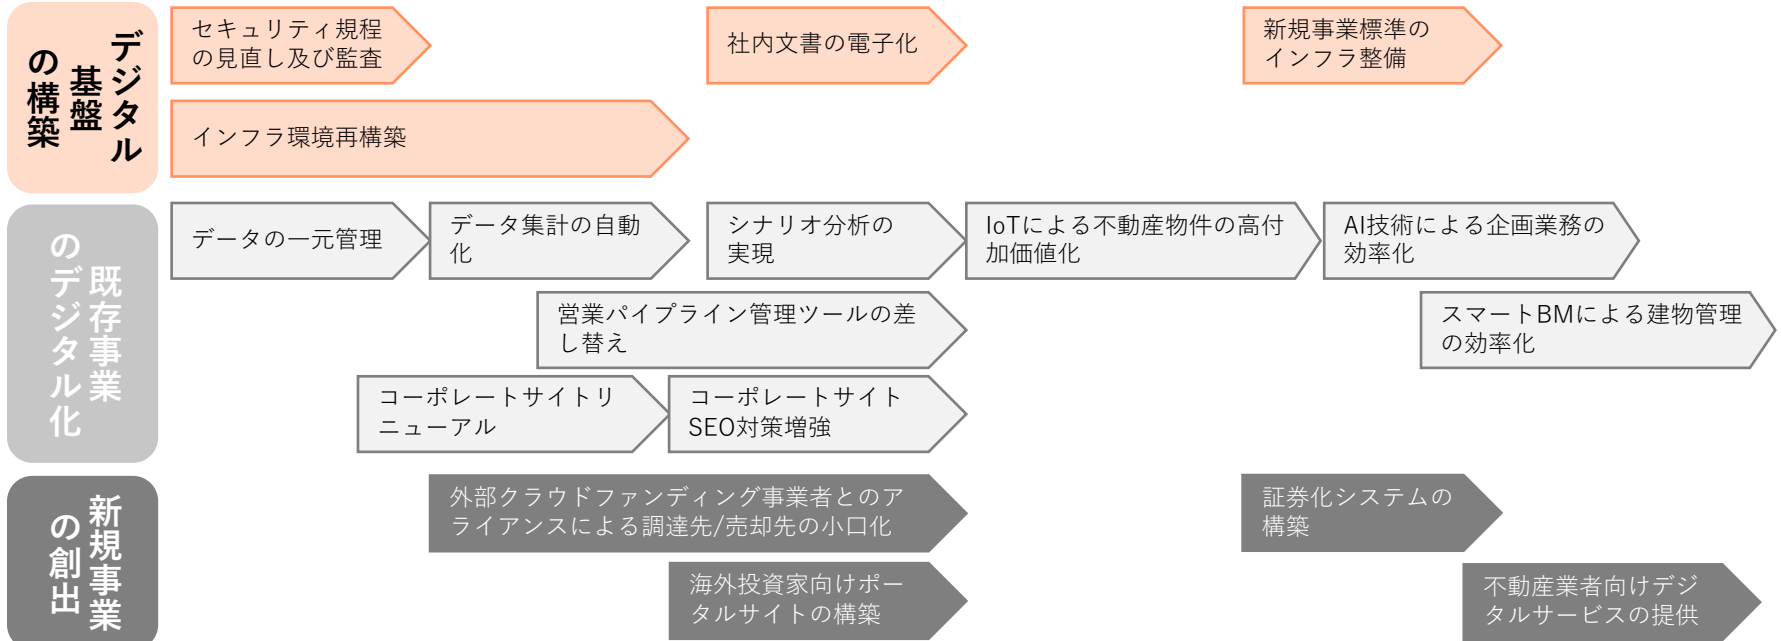 デジタル
基盤
の構築
セキュリティ規程
の見直し及び監査
社内文書の電子化
新規事業標準の
インフラ整備
インフラ環境再構築
既存事業
のデジタル化
データの一元管理
データ集計の自動
化
シナリオ分析の
実現
IoTによる不動産物件の高付
加価値化
AI技術による企画業務の
効率化
営業パイプライン管理ツールの差
し替え
スマートBMによる建物管理
の効率化
コーポレートサイトリ
ニューアル
コーポレートサイト
SEO対策増強
新規事業
の創出
外部クラウドファンディング事業者とのア
ライアンスによる調達先/売却先の小口化
証券化システムの
構築
海外投資家向けポー
タルサイトの構築
不動産業者向けデジ
タルサービスの提供